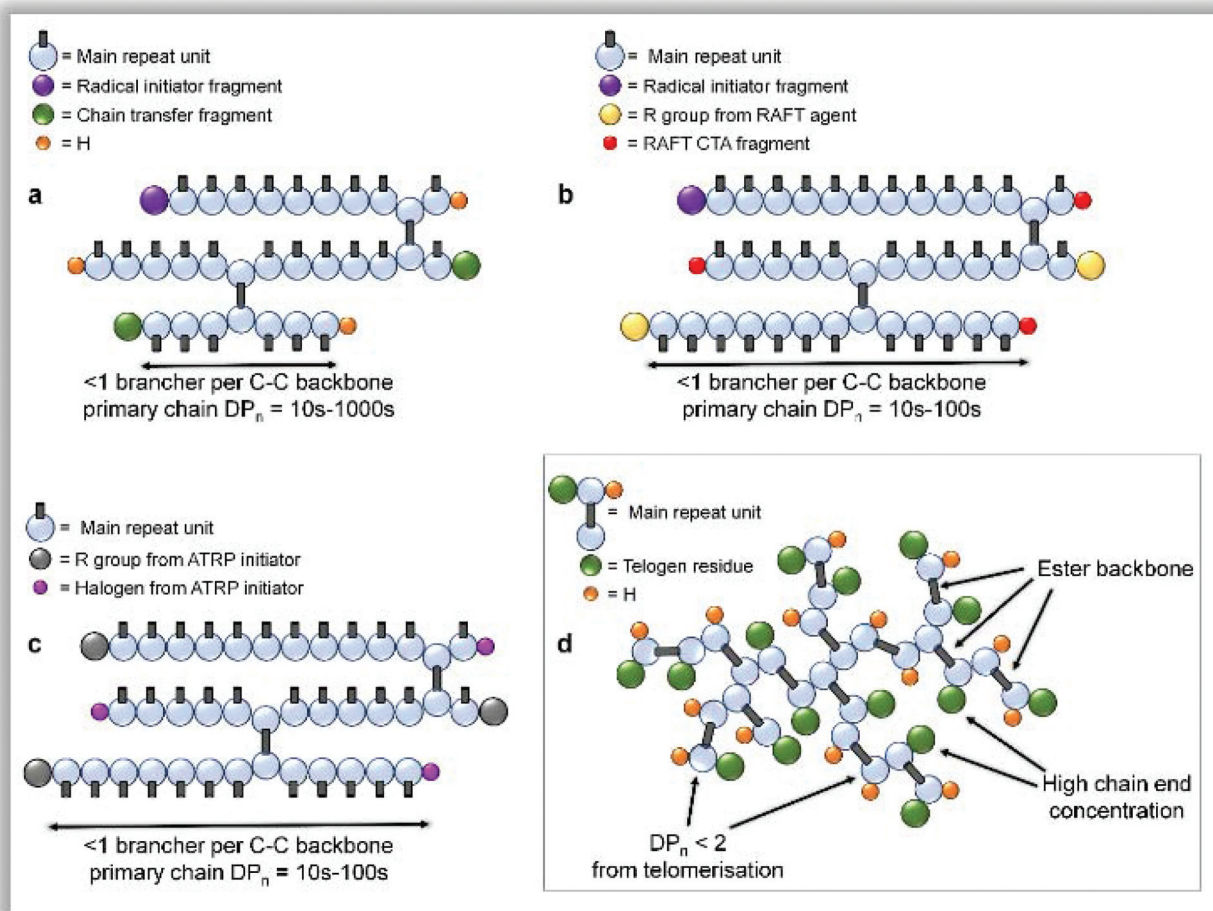 = Main repeat unit
= Radical initiator fragment
= Chain transfer fragment
= H
a
<1 brancher per C-C backbone
primary chain DPn = 10s-1000s
= Main repeat unit
= Radical initiator fragment
= R group from RAFT agent
= RAFT CTA fragment
b
<1 brancher per C-C backbone
primary chain DPn = 10s-100s
= Main repeat unit
= R group from ATRP initiator
= Halogen from ATRP initiator
c
<1 brancher per C-C backbone
primary chain DPn = 10s-100s
= Main repeat unit
= Telogen residue
= H
d
Ester backbone
High chain end
concentration
DPn < 2
from telomerisation